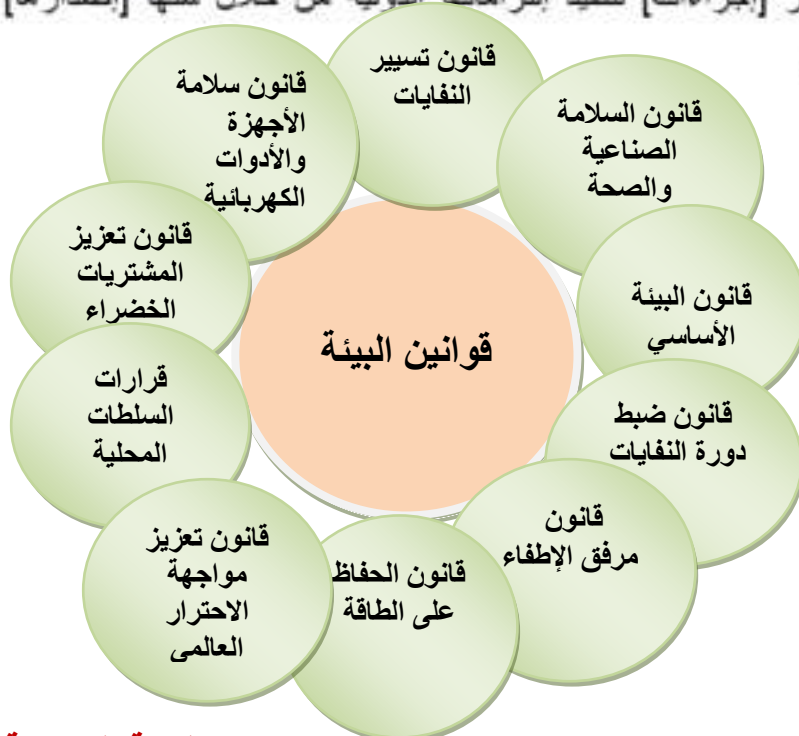 قانون تسيير
النفايات
قانون السلامة
الصناعية
والصحة
قانون البيئة
الأساسي
قانون ضبط
دورة النفايات
قانون
مرفق الإطفاء
قانون الحفاظ
على الطاقة
قانون تعزيز
مواجهة
الاحترار
العالمي
قرارات
السلطات
المحلية
قانون تعزيز
المشتريات
الخضراء
قانون سلامة
الأجهزة
والأدوات
الكهربائية
قوانين البيئة